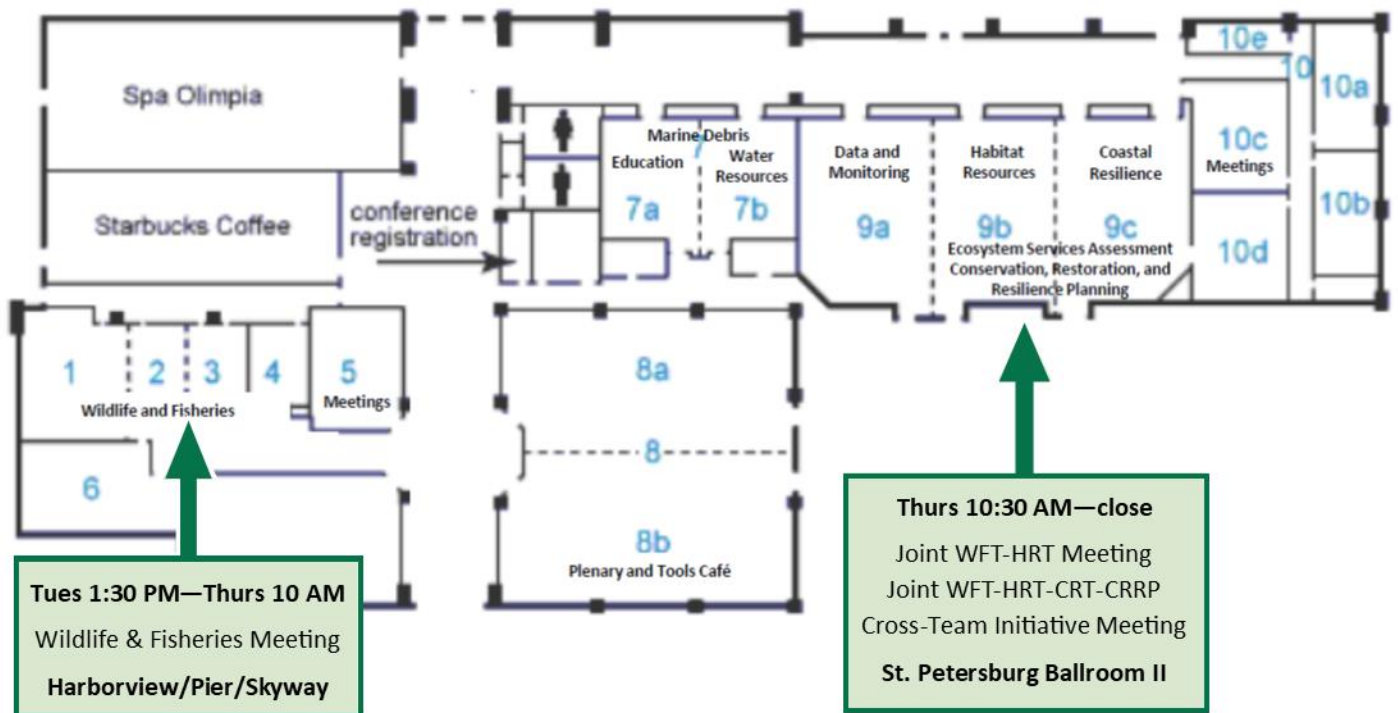 10e
10
10a
Spa Olimpia
Marine Debris
7
Education
Water
Resources
Data and
Monitoring
Habitat
Resources
Coastal
Resilience
10c
Meetings
7a
7b
9a
9b
9c
10b
Starbucks Coffee
conference
registration
Ecosystem Services Assessment
Conservation, Restoration, and
Resilience Planning
10d
1
2
3
4
5
Wildlife and Fisheries
Meetings
8a
8
6
8b
Plenary and Tools Café
Tues 1:30 PM—Thurs 10 AM
Wildlife & Fisheries Meeting
Harborview/Pier/Skyway
Thurs 10:30 AM—close
Joint WFT-HRT Meeting
Joint WFT-HRT-CRT-CRRP
Cross-Team Initiative Meeting
St. Petersburg Ballroom II